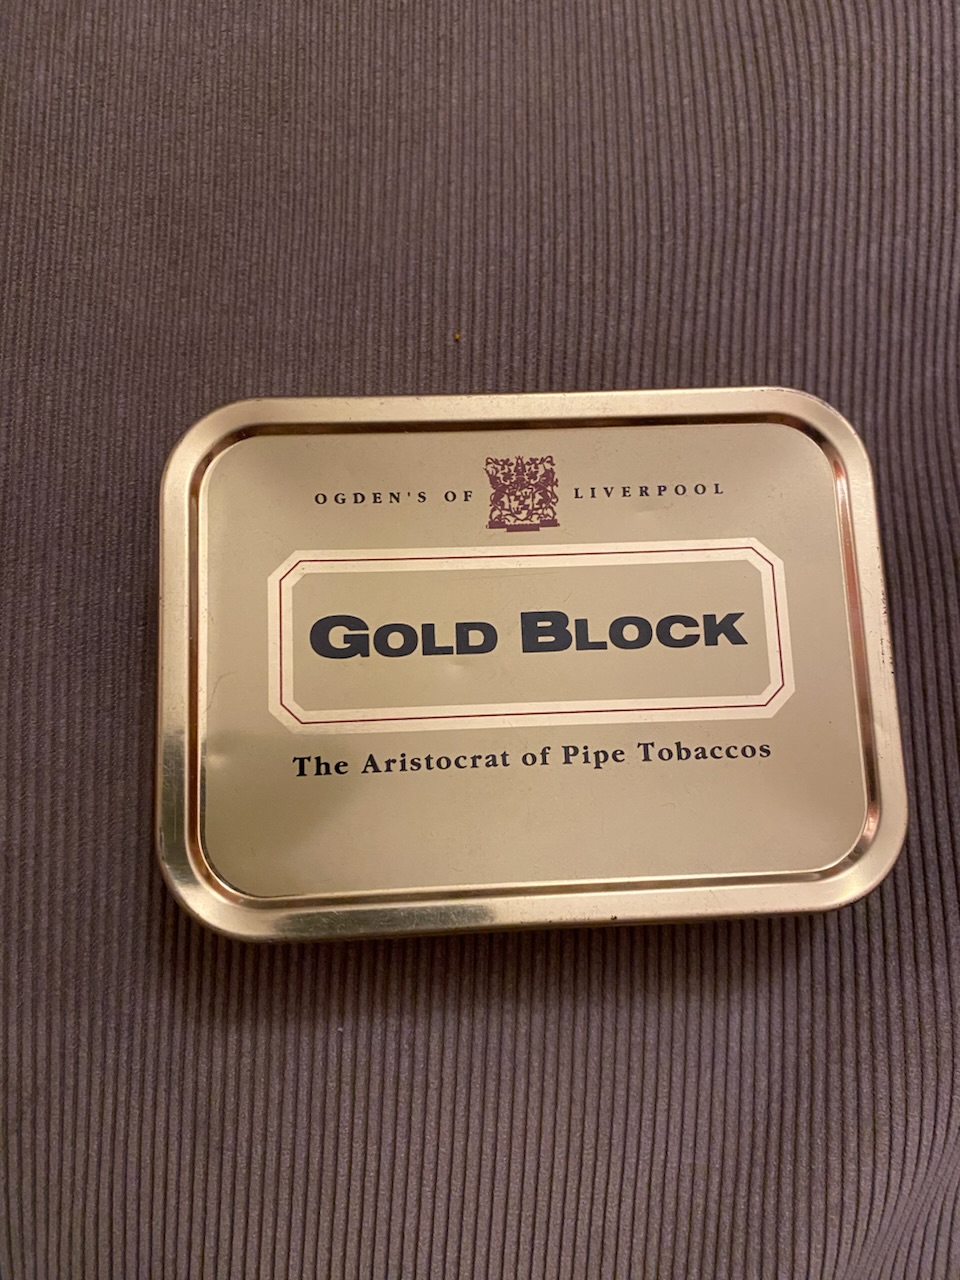 OGDEN'S OF LIVERPOOL
GOLD BLOCK
The Aristocrat of Pipe Tobaccos